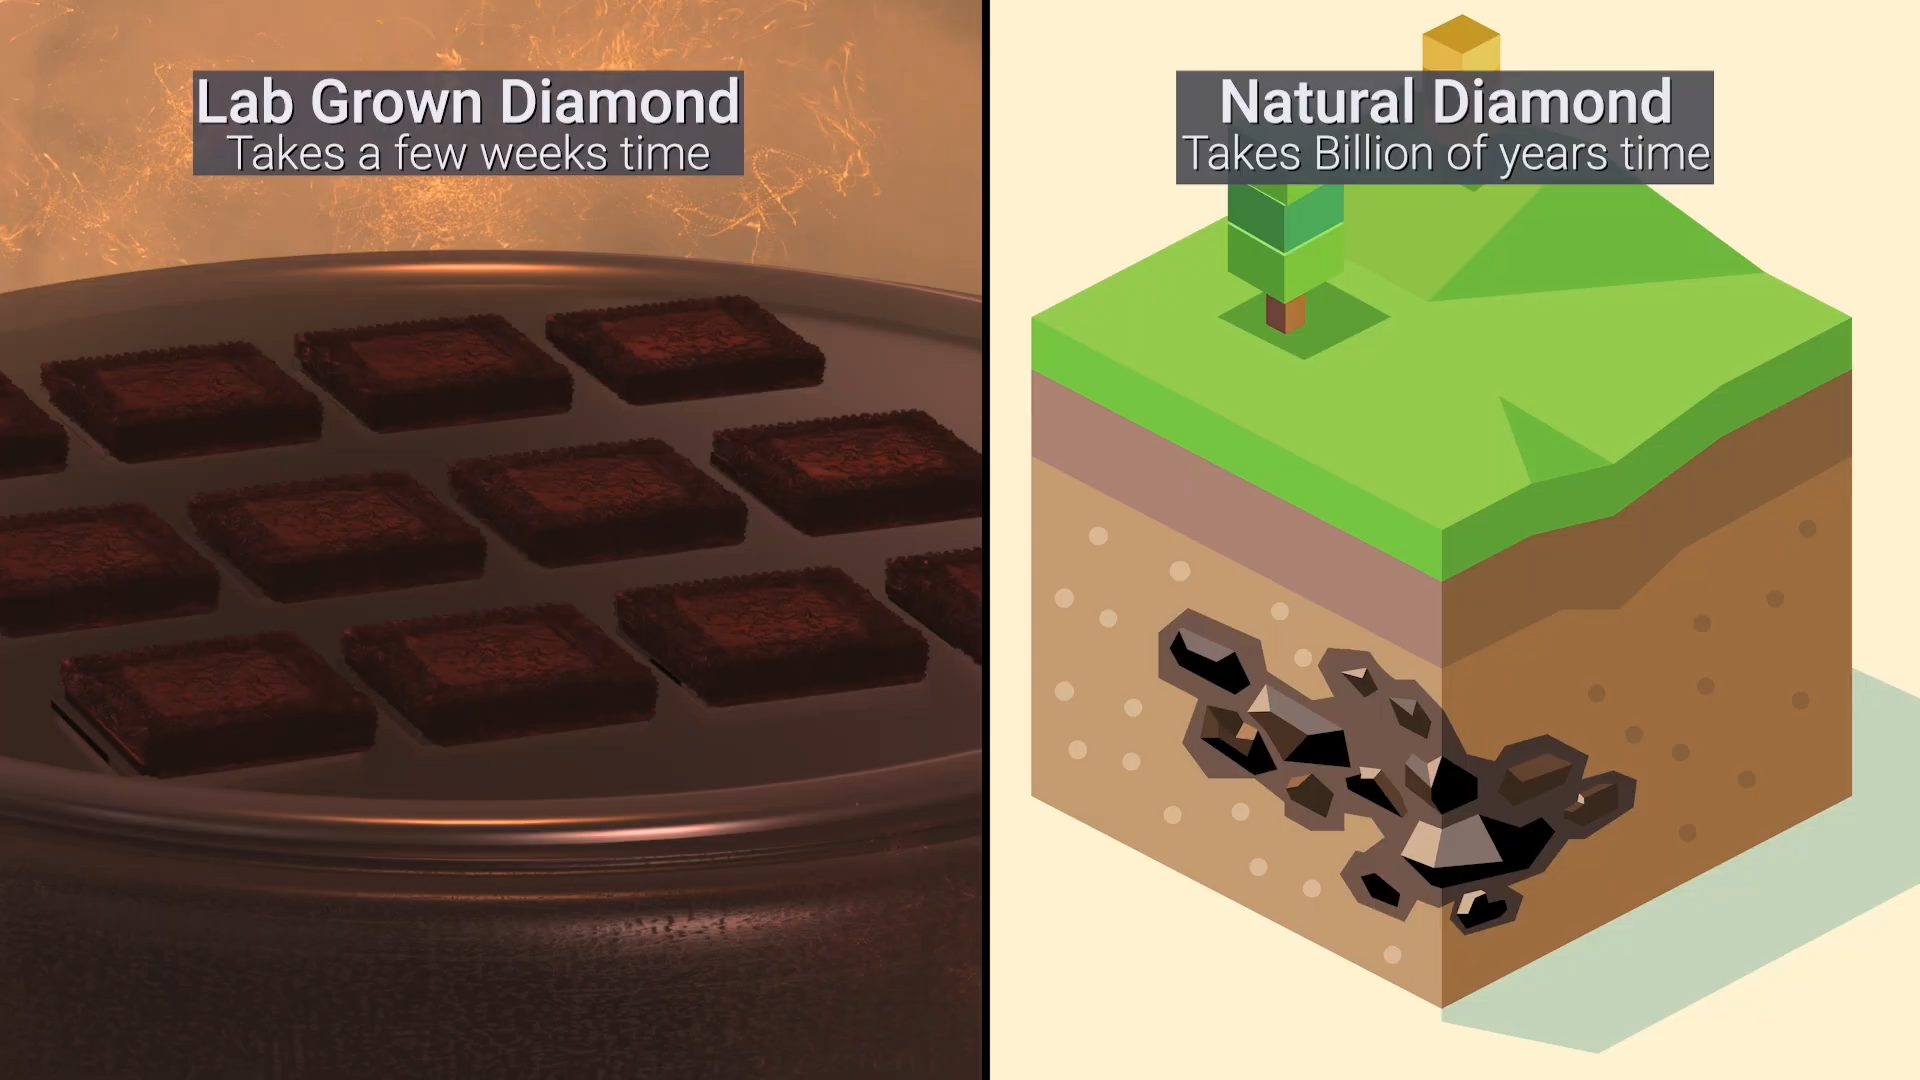 Lab Grown Diamond
Takes a few weeks time
Natural Diamond
Takes Billion of years time